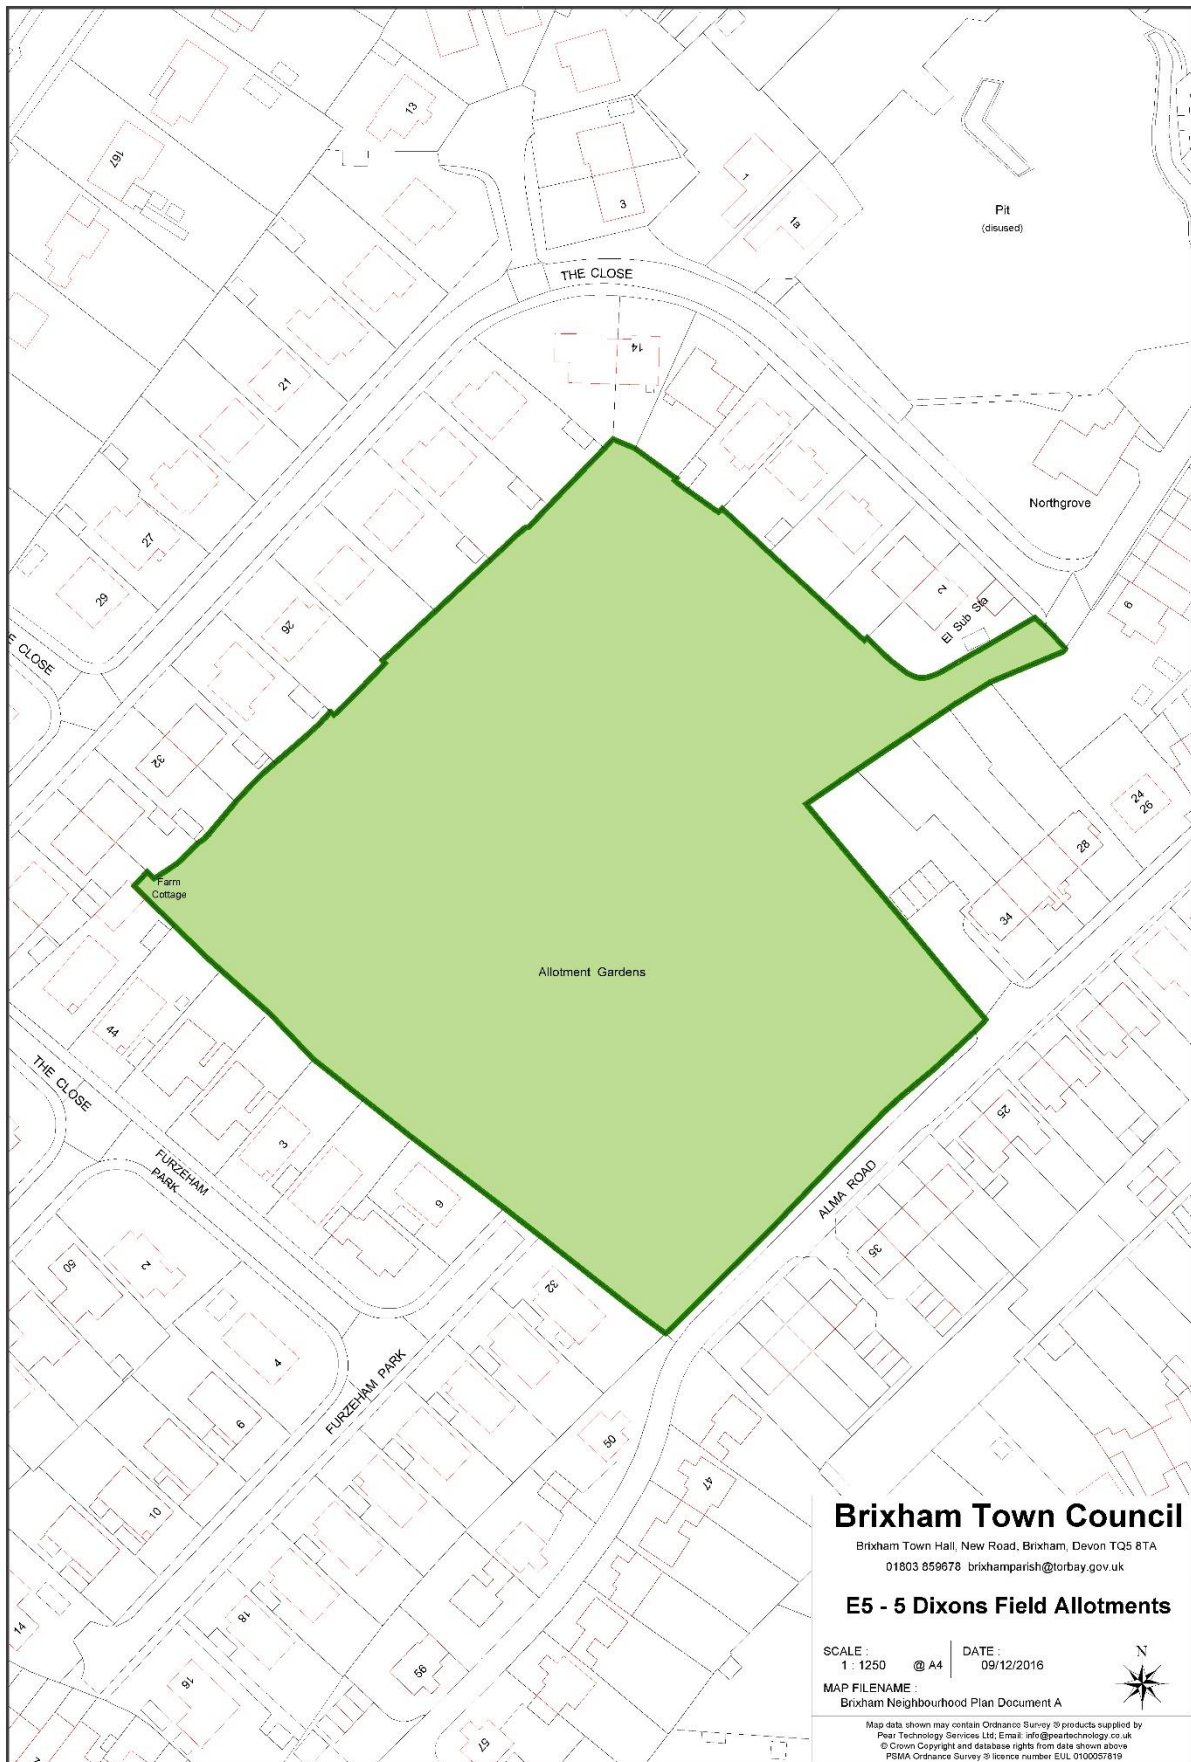 13
167
3
1
1a
Pit
(disused)
THE CLOSE
14
21
27
29
26
Northgrove
2
El Sub Sta
9
THE CLOSE
32
24
26
28
34
Farm
Cottage
Allotment Gardens
44
THE CLOSE
3
FURZEHAM
PARK
9
25
ALMA ROAD
35
50
2
32
4
FURZEHAM PARK
6
50
47
10
14
18
16
56
57
Brixham Town Council
Brixham Town Hall, New Road, Brixham, Devon TQ5 8TA
01803 859678 brixhamparish@torbay.gov.uk
E5 - 5 Dixons Field Allotments
SCALE :
1 : 1250 @ A4
DATE :
09/12/2016
N
MAP FILENAME :
Brixham Neighbourhood Plan Document A
Map data shown may contain Ordnance Survey ® products supplied by
Pear Technology Services Ltd; Email: info@peartechnology.co.uk
© Crown Copyright and database rights from date shown above
PSMA Ordnance Survey ® licence number EUL 0100057819